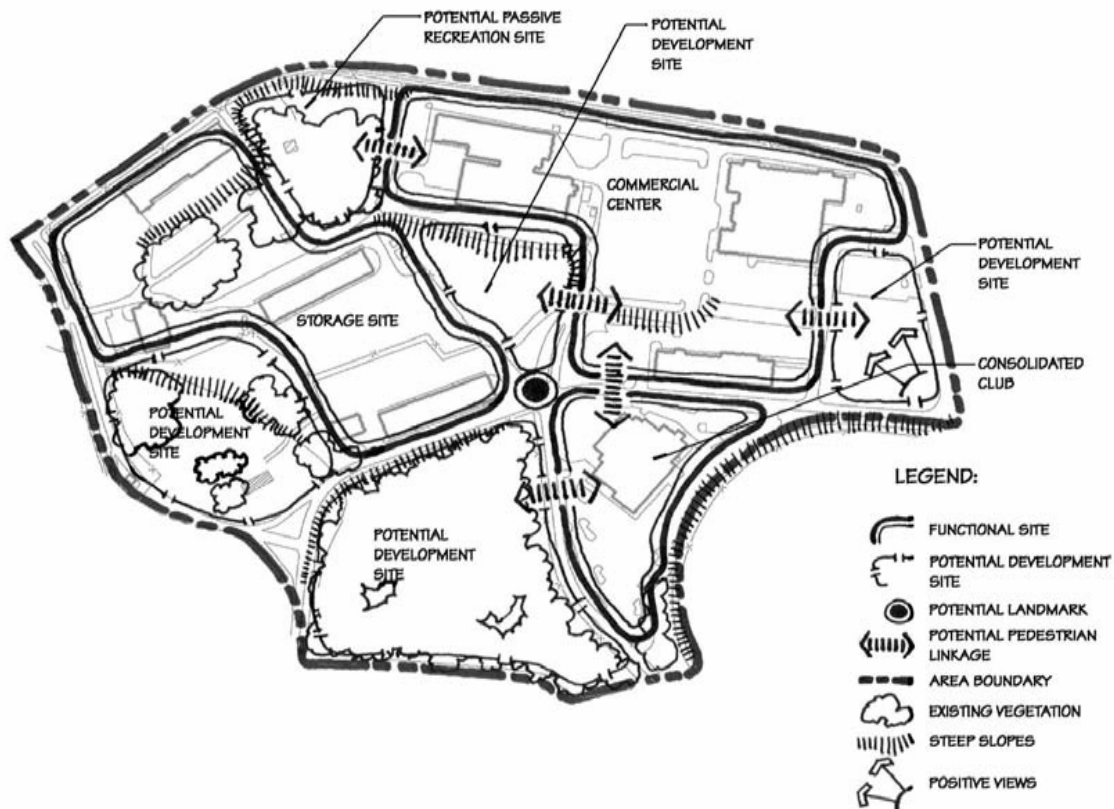 POTENTIAL PASSIVE
RECREATION SITE
POTENTIAL
DEVELOPMENT
SITE
COMMERCIAL
CENTER
POTENTIAL
DEVELOPMENT
SITE
STORAGE SITE
CONSOLIDATED
CLUB
POTENTIAL
DEVELOPMENT
SITE
POTENTIAL
DEVELOPMENT
SITE
LEGEND:
FUNCTIONAL SITE
POTENTIAL DEVELOPMENT
SITE
POTENTIAL LANDMARK
POTENTIAL PEDESTRIAN
LINKAGE
AREA BOUNDARY
EXISTING VEGETATION
STEEP SLOPES
POSITIVE VIEWS